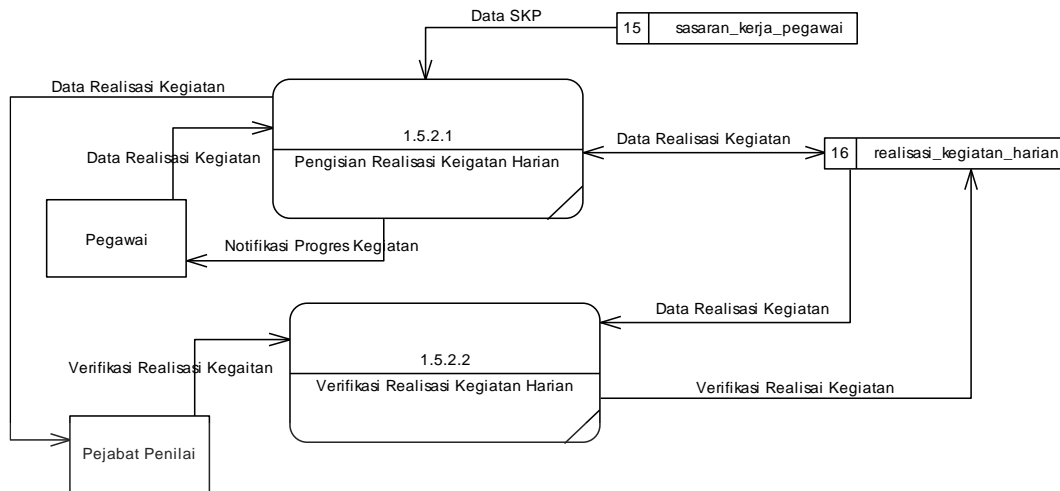 Data SKP
15
sasaran_kerja_pegawai
Data Realisasi Kegiatan
1.5.2.1
Data Realisasi Kegiatan
Data Realisasi Kegiatan
Pengisian Realisasi Keigatan Harian
16
realisasi_kegiatan_harian
Pegawai
Notifikasi Progres Kegiatan
Data Realisasi Kegiatan
1.5.2.2
Verifikasi Realisasi Kegaitan
Verifikasi Realisasi Kegiatan Harian
Verifikasi Realisai Kegiatan
Pejabat Penilai